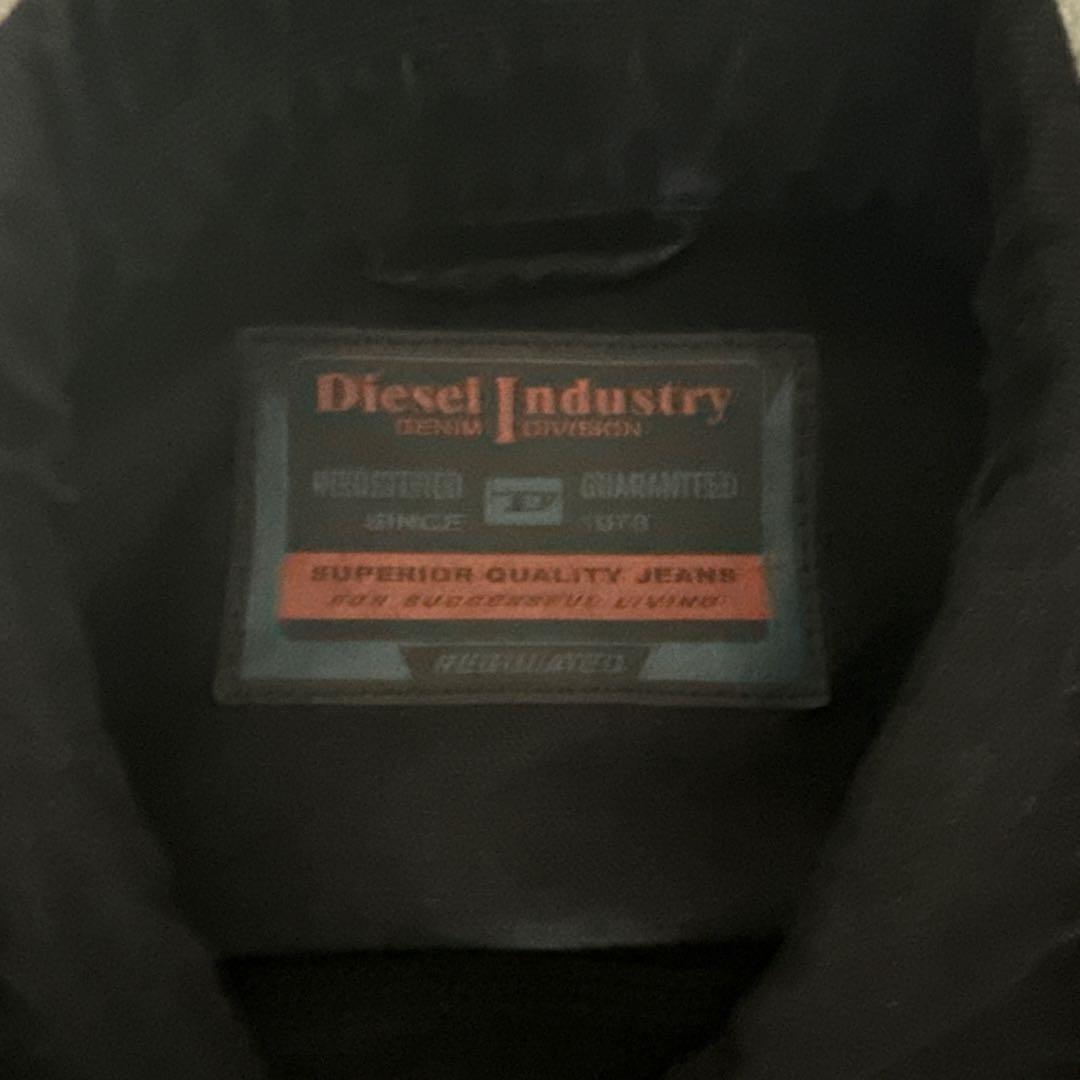 Diesel Industry
DENIM DIVISION
REGISTERED D GUARANTEED
SINCE 1978
SUPERIOR QUALITY JEANS
FOR SUCCESSFUL LIVING